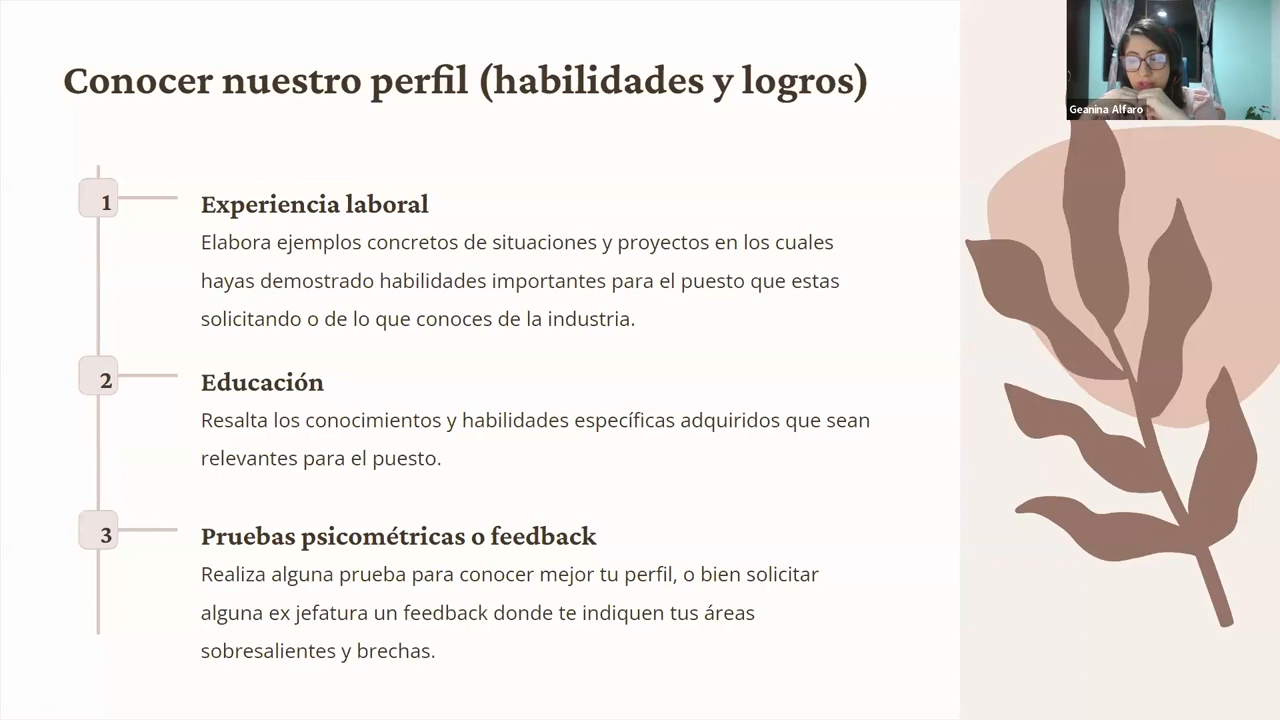 Conocer nuestro perfil (habilidades y logros)
Geanina Alfaro
1
Experiencia laboral
Elabora ejemplos concretos de situaciones y proyectos en los cuales
hayas demostrado habilidades importantes para el puesto que estas
solicitando o de lo que conoces de la industria.
2
Educación
Resalta los conocimientos y habilidades específicas adquiridos que sean
relevantes para el puesto.
3
Pruebas psicométricas o feedback
Realiza alguna prueba para conocer mejor tu perfil, o bien solicitar
alguna ex jefatura un feedback donde te indiquen tus áreas
sobresalientes y brechas.